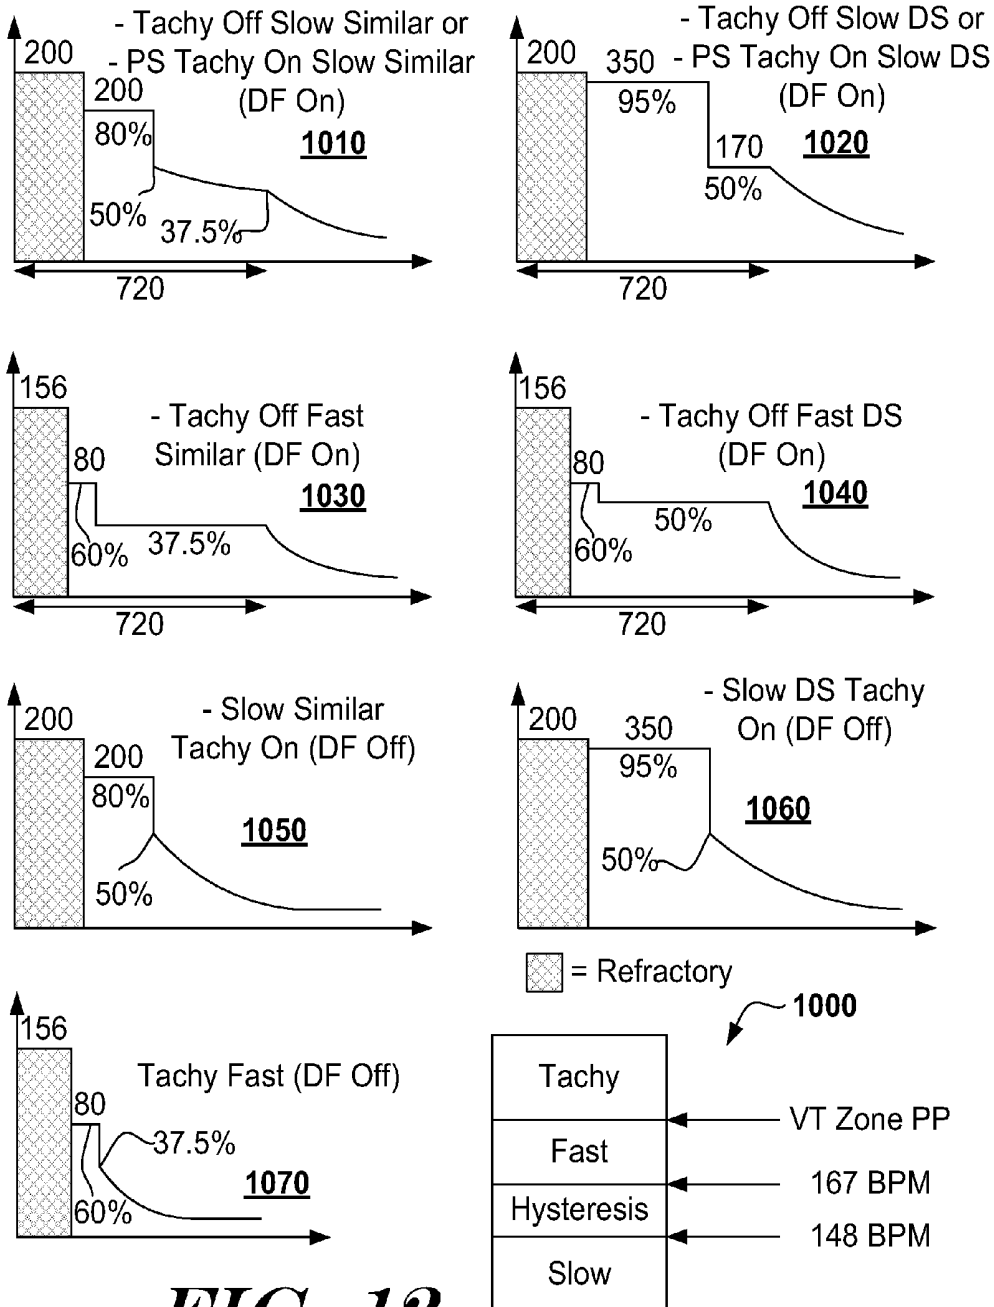 - Tachy Off Slow Similar or
- PS Tachy On Slow Similar
(DF On)
1010
200
200
80%
50%
37.5%
720
- Tachy Off Slow DS or
- PS Tachy On Slow DS
(DF On)
1020
200
350
95%
170
50%
720
- Tachy Off Fast
Similar (DF On)
1030
156
80
60%
37.5%
720
- Tachy Off Fast DS
(DF On)
1040
156
80
60%
50%
720
- Slow Similar
Tachy On (DF Off)
1050
200
200
80%
50%
- Slow DS Tachy
On (DF Off)
1060
200
350
95%
50%
= Refractory
Tachy Fast (DF Off)
1070
156
80
37.5%
60%
1000
Tachy
VT Zone PP
Fast
167 BPM
Hysteresis
148 BPM
Slow